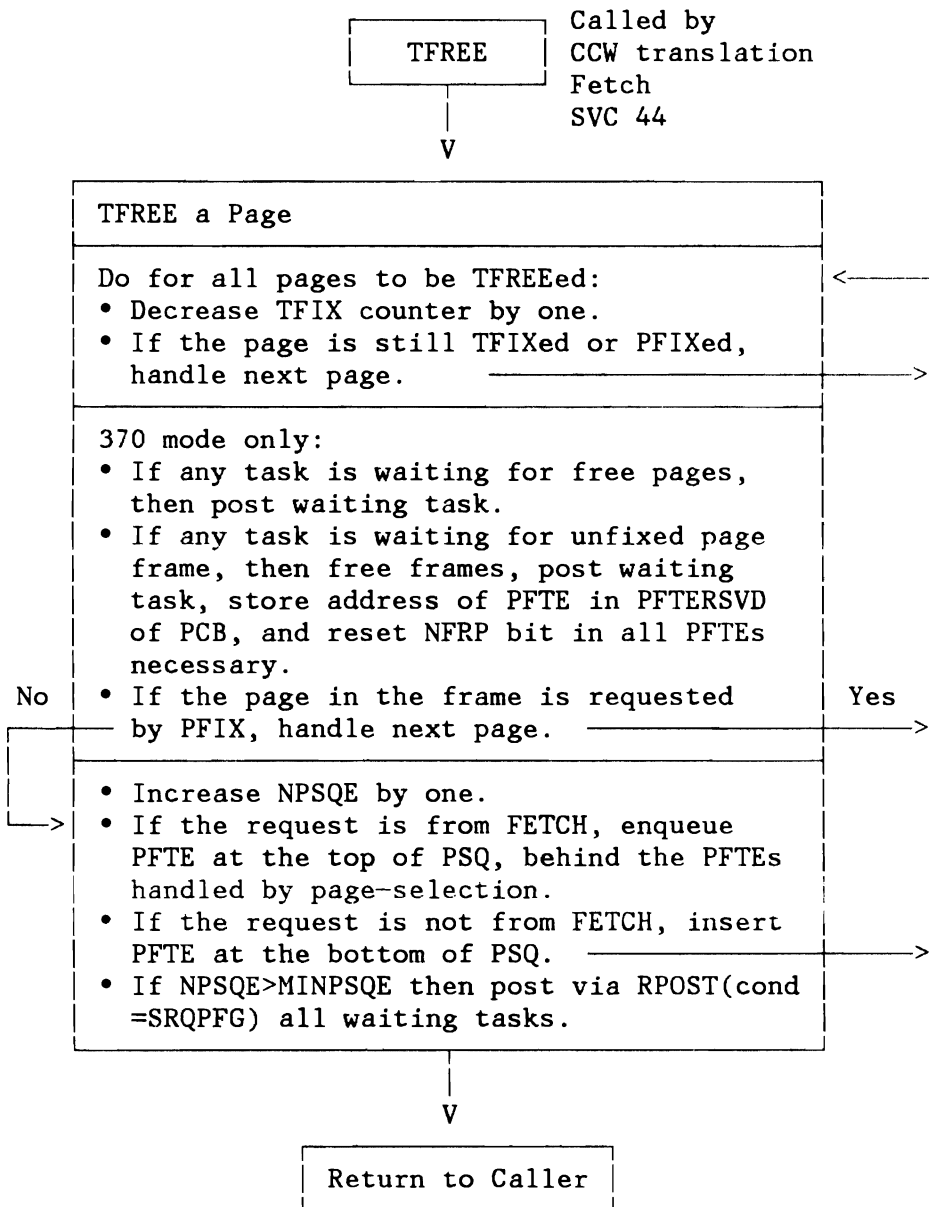 TFREE
Called by
CCW translation
Fetch
SVC 44
V
TFREE a Page
Do for all pages to be TFREEed:
• Decrease TFIX counter by one.
• If the page is still TFIXed or PFIXed,
handle next page.
370 mode only:
• If any task is waiting for free pages,
then post waiting task.
• If any task is waiting for unfixed page
frame, then free frames, post waiting
task, store address of PFTE in PFTERSVD
of PCB, and reset NFRP bit in all PFTEs
necessary.
No
• If the page in the frame is requested
Yes
by PFIX, handle next page.
• Increase NPSQE by one.
• If the request is from FETCH, enqueue
PFTE at the top of PSQ, behind the PFTEs
handled by page-selection.
• If the request is not from FETCH, insert
PFTE at the bottom of PSQ.
• If NPSQE>MINPSQE then post via RPOST(cond
=SRQPFG) all waiting tasks.
V
Return to Caller